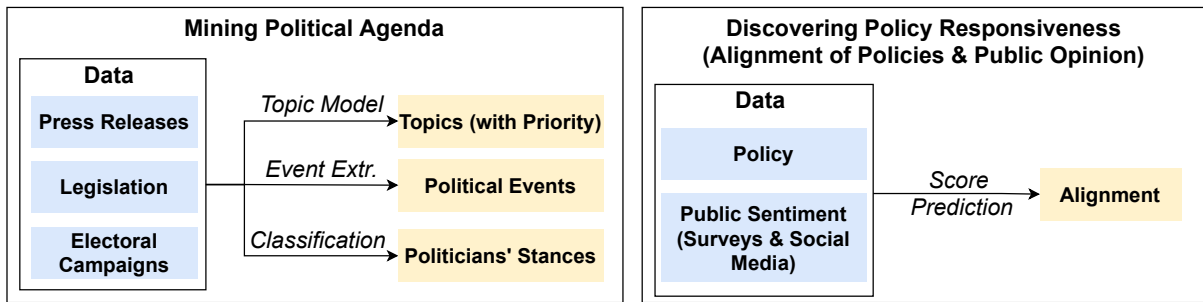 Mining Political Agenda
Data
Press Releases
Legislation
Electoral
Campaigns
Topic Model
Event Extr.
Classification
Topics (with Priority)
Political Events
Politicians' Stances
Discovering Policy Responsiveness
(Alignment of Policies & Public Opinion)
Data
Policy
Public Sentiment
(Surveys & Social
Media)
Score
Prediction
Alignment